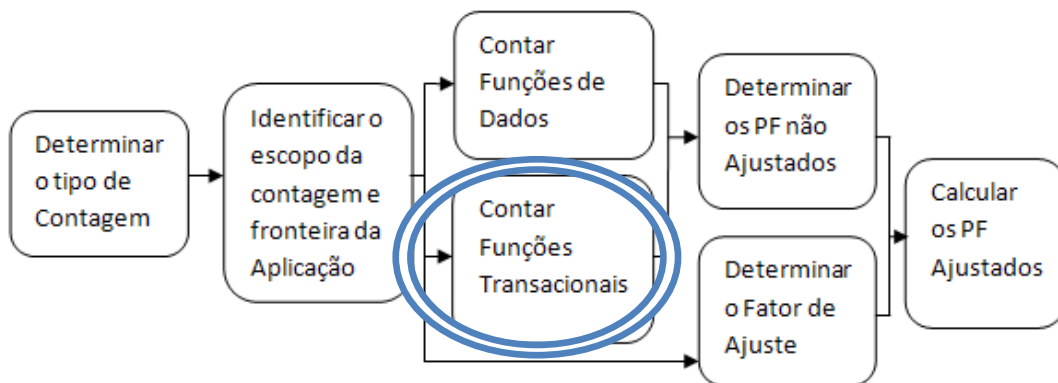 Determinar
o tipo de
Contagem
Identificar o
escopo da
contagem e
fronteira da
Aplicação
Contar
Funções de
Dados
Contar
Funções
Transacionais
Determinar
os PF não
Ajustados
Determinar
o Fator de
Ajuste
Calcular
os PF
Ajustados